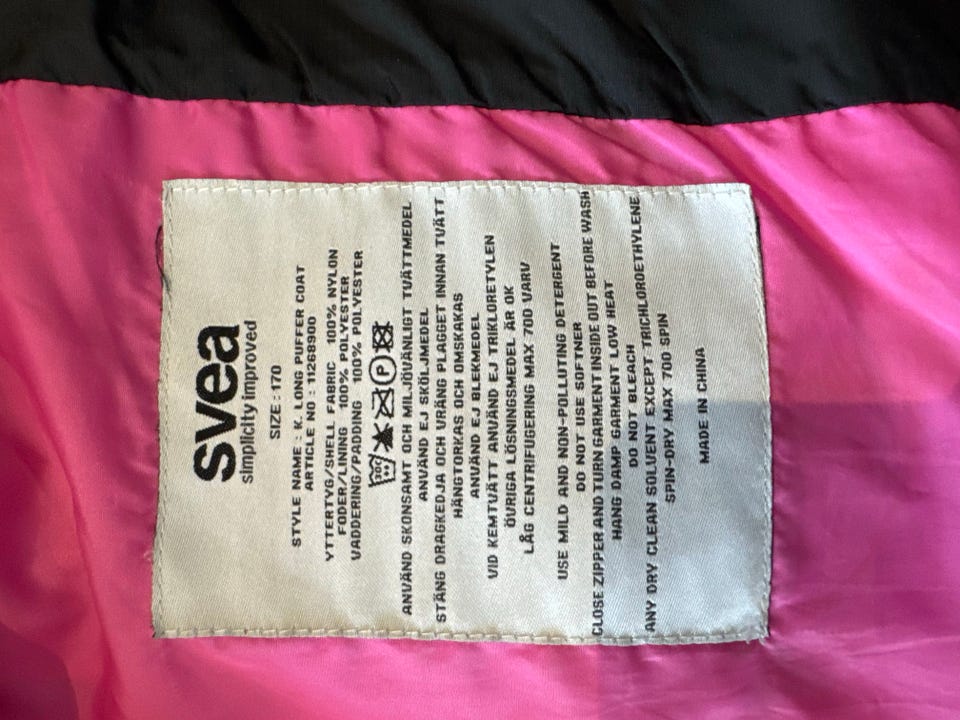 svea
simplicity improved
SIZE : 170
STYLE NAME : K. LONG PUFFER COAT
ARTICLE NO : 11268900
YTTERTYG/SHELL FABRIC 100% NYLON
FODER/LINING 100% POLYESTER
VADDERING/PADDING 100% POLYESTER
30C P
ANVÄND SKONSAMT OCH MILJÖVÄNLIGT TVÄTTMEDEL
ANVÄND EJ SKÖLJMEDEL
STÄNG DRAGKEDJA OCH VRÄNG PLAGGET INNAN TVÄTT
HÄNGTORKAS OCH OMSKAKAS
ANVÄND EJ BLEKMEDEL
VID KEMTVÄTT ANVÄND EJ TRIKLORETYLEN
ÖVRIGA LÖSNINGSMEDEL ÄR OK
LÅG CENTRIFUGERING MAX 700 VARV
USE MILD AND NON-POLLUTING DETERGENT
DO NOT USE SOFTNER
CLOSE ZIPPER AND TURN GARMENT INSIDE OUT BEFORE WASH
HANG DAMP GARMENT LOW HEAT
DO NOT BLEACH
ANY DRY CLEAN SOLVENT EXCEPT TRICHLOROETHYLENE
SPIN-DRY MAX 700 SPIN
MADE IN CHINA